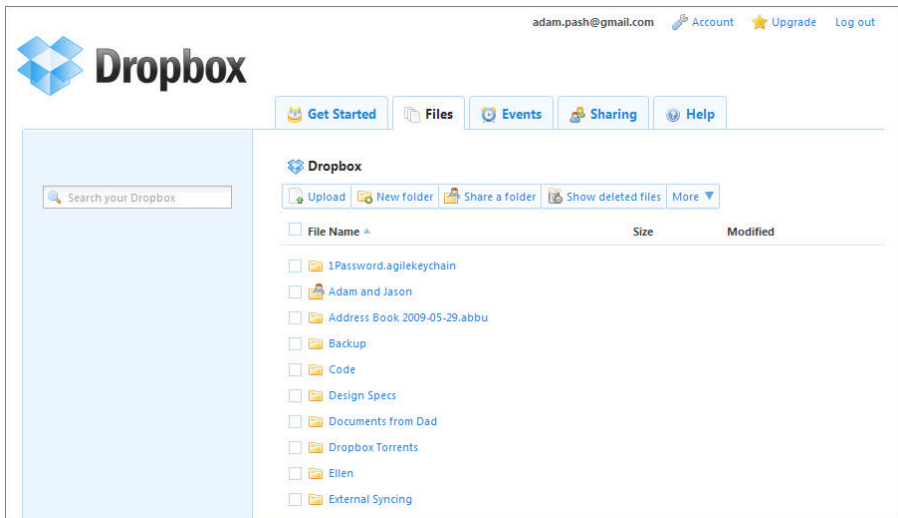 adam.pash@gmail.com Account Upgrade Log out
Dropbox
Get Started Files Events Sharing Help
Dropbox
Search your Dropbox
Upload New folder Share a folder Show deleted files More ▼
File Name ▲ Size Modified
1Password.agilekeychain
Adam and Jason
Address Book 2009-05-29.abbu
Backup
Code
Design Specs
Documents from Dad
Dropbox Torrents
Ellen
External Syncing